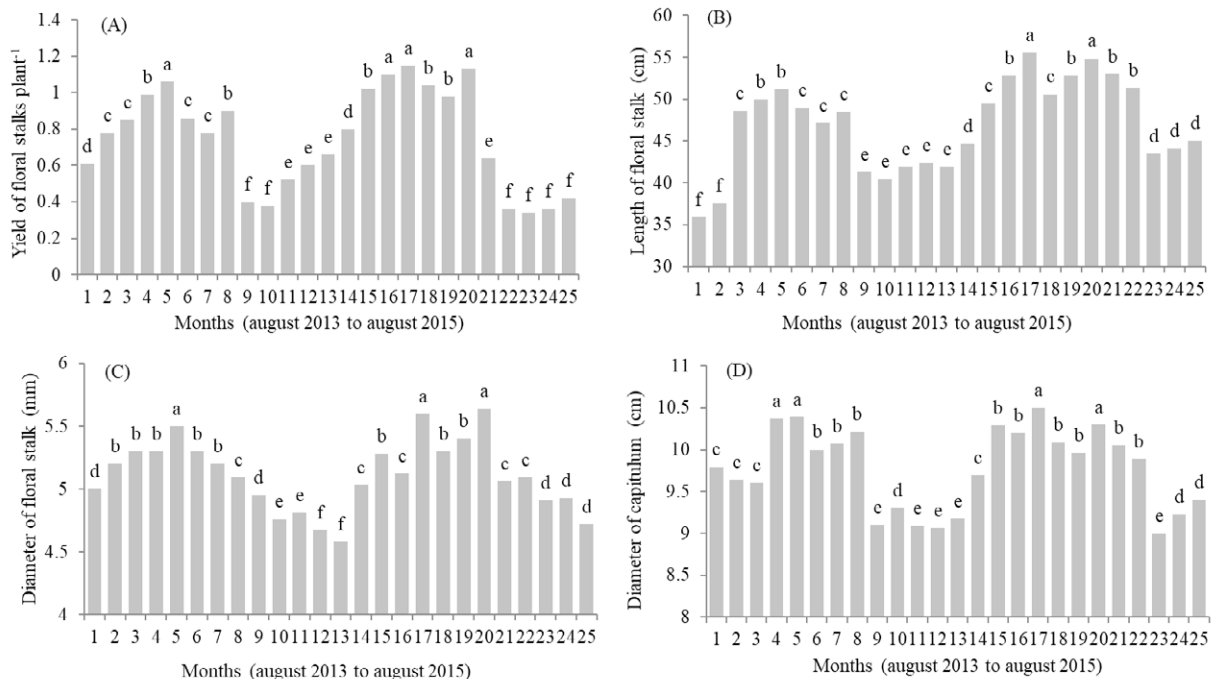 (A)
Yield of floral stalks plant-1
1.4
1.2
1
0.8
0.6
0.4
0.2
0
d c c b a c c b f f e e e d b a a b b a c f f f f
1 2 3 4 5 6 7 8 9 10 11 12 13 14 15 16 17 18 19 20 21 22 23 24 25
Months (august 2013 to august 2015)
(B)
Length of floral stalk (cm)
60
55
50
45
40
35
30
f f c b b c c c e e e e e d c b a c b a b b d d d
1 2 3 4 5 6 7 8 9 10 11 12 13 14 15 16 17 18 19 20 21 22 23 24 25
Months (august 2013 to august 2015)
(C)
Diameter of floral stalk (mm)
6
5.5
5
4.5
4
d b b b a b b c d e e f f c b c a b b a c c d d d
1 2 3 4 5 6 7 8 9 10 11 12 13 14 15 16 17 18 19 20 21 22 23 24 25
Months (august 2013 to august 2015)
(D)
Diameter of capitulum (cm)
11
10.5
10
9.5
9
8.5
8
c c c a a b b b e d e e e c b b a b b a b b e d d
1 2 3 4 5 6 7 8 9 10 11 12 13 14 15 16 17 18 19 20 21 22 23 24 25
Months (august 2013 to august 2015)